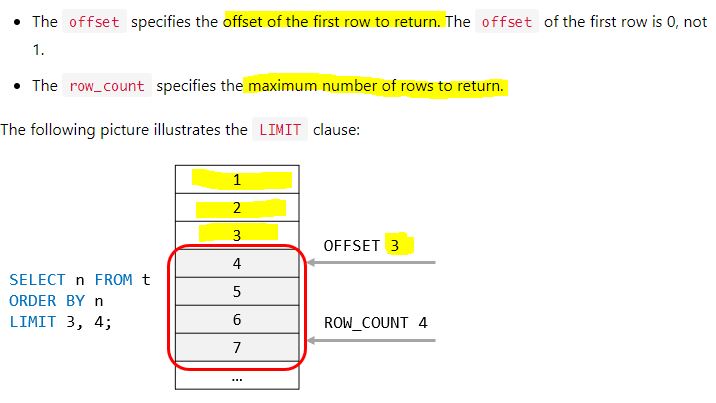 The offset specifies the offset of the first row to return. The offset of the first row is 0, not
1.
The row_count specifies the maximum number of rows to return.
The following picture illustrates the LIMIT clause:
1
2
3
OFFSET 3
4
SELECT n FROM t
5
ORDER BY n
6
LIMIT 3, 4;
ROW_COUNT 4
7
...